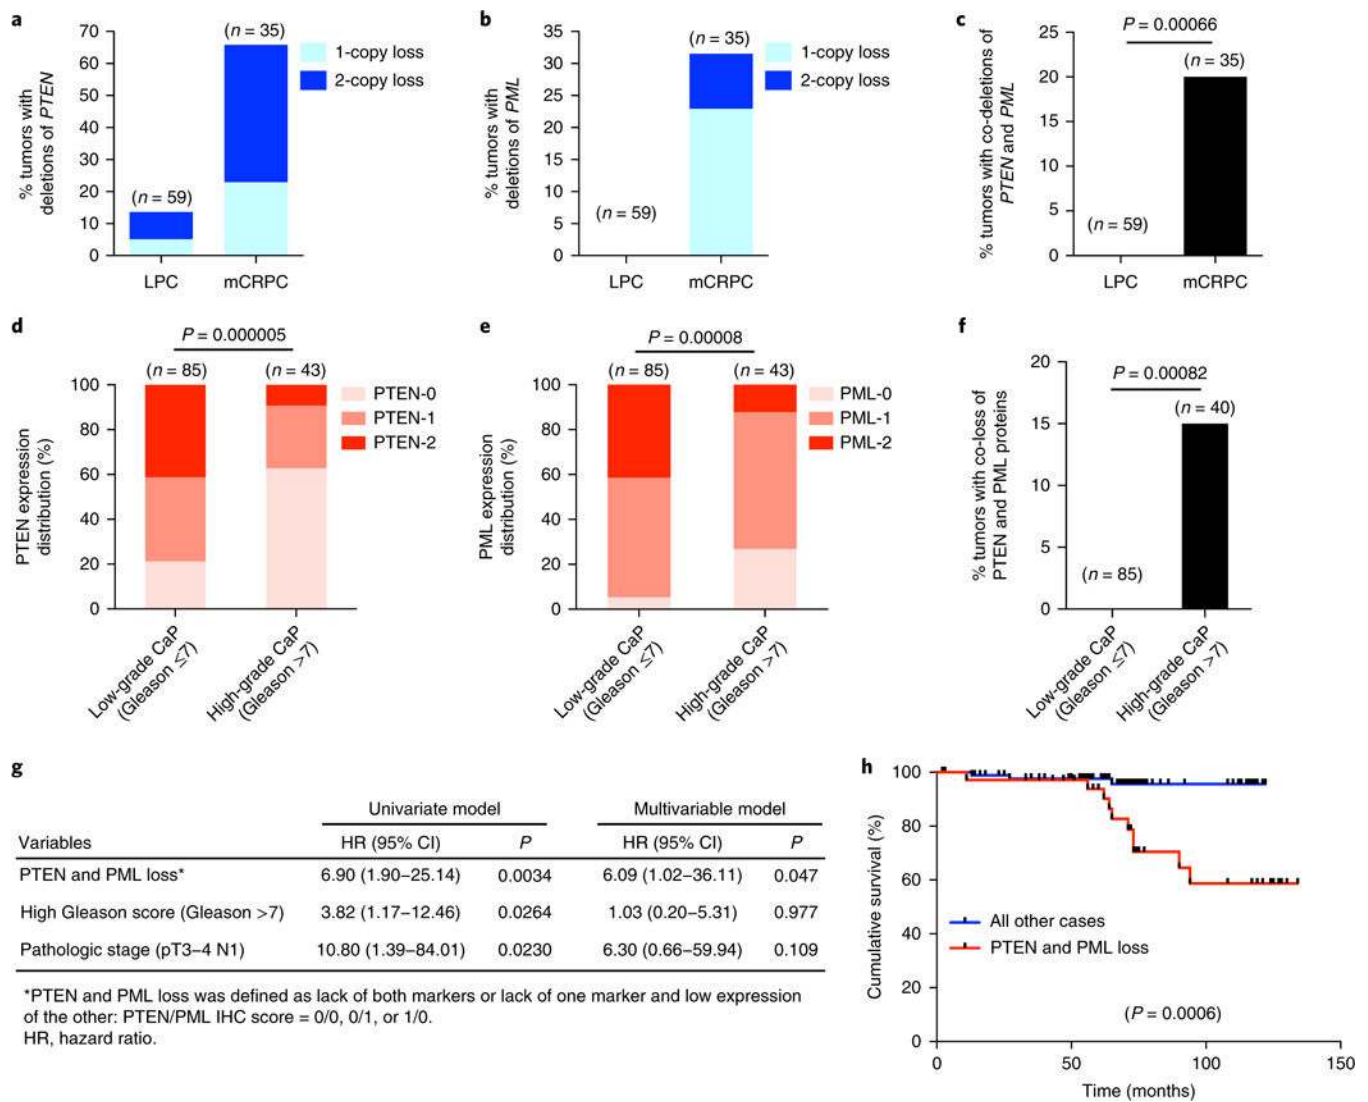 a
% tumors with
deletions of PTEN
70
60
50
40
30
20
10
0
(n = 59)
(n = 35)
LPC
mCRPC
1-copy loss
2-copy loss
b
% tumors with
deletions of PML
35
30
25
20
15
10
5
0
(n = 59)
(n = 35)
LPC
mCRPC
1-copy loss
2-copy loss
c
% tumors with co-deletions of
PTEN and PML
25
20
15
10
5
0
P = 0.00066
(n = 59)
(n = 35)
LPC
mCRPC
d
PTEN expression
distribution (%)
100
80
60
40
20
0
P = 0.000005
(n = 85)
(n = 43)
PTEN-0
PTEN-1
PTEN-2
Low-grade CaP
(Gleason ≤7)
High-grade CaP
(Gleason >7)
e
PML expression
distribution (%)
100
80
60
40
20
0
P = 0.00008
(n = 85)
(n = 43)
PML-0
PML-1
PML-2
Low-grade CaP
(Gleason ≤7)
High-grade CaP
(Gleason >7)
f
% tumors with co-loss of
PTEN and PML proteins
20
15
10
5
0
P = 0.00082
(n = 85)
(n = 40)
Low-grade CaP
(Gleason ≤7)
High-grade CaP
(Gleason >7)
g
Univariate model Multivariable model
Variables HR (95% CI) P HR (95% CI) P
PTEN and PML loss* 6.90 (1.90–25.14) 0.0034 6.09 (1.02–36.11) 0.047
High Gleason score (Gleason >7) 3.82 (1.17–12.46) 0.0264 1.03 (0.20–5.31) 0.977
Pathologic stage (pT3–4 N1) 10.80 (1.39–84.01) 0.0230 6.30 (0.66–59.94) 0.109
*PTEN and PML loss was defined as lack of both markers or lack of one marker and low expression
of the other: PTEN/PML IHC score = 0/0, 0/1, or 1/0.
HR, hazard ratio.
h
Cumulative survival (%)
100
80
60
40
100
0
All other cases
PTEN and PML loss
(P = 0.0006)
0
50
100
150
Time (months)